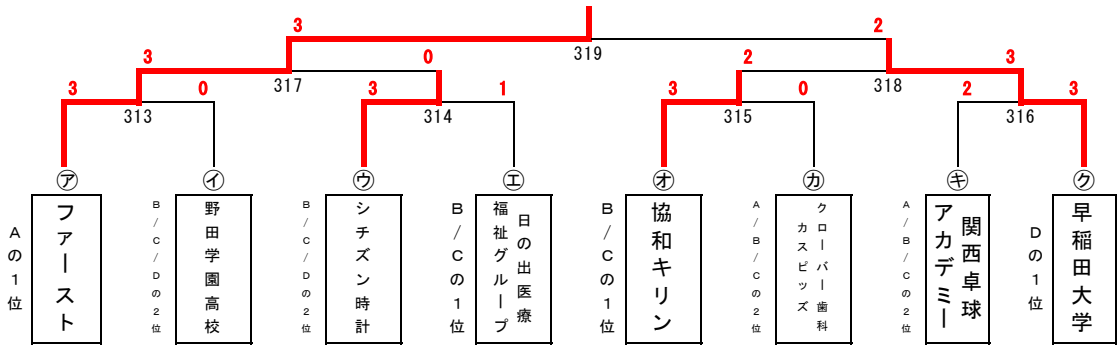 3
2
319
3
0
2
3
317
318
3
0
3
1
3
0
2
3
313
314
315
316
㋐
㋑
㋒
㋓
㋔
㋕
㋖
㋗
Aの1位
ファースト
B/C/Dの2位
野田学園高校
B/C/Dの2位
シチズン時計
B/Cの1位
日の出医療
福祉グループ
B/Cの1位
協和キリン
A/B/Cの2位
クローバー歯科
カスピッズ
A/B/Cの2位
関西卓球
アカデミー
Dの1位
早稲田大学